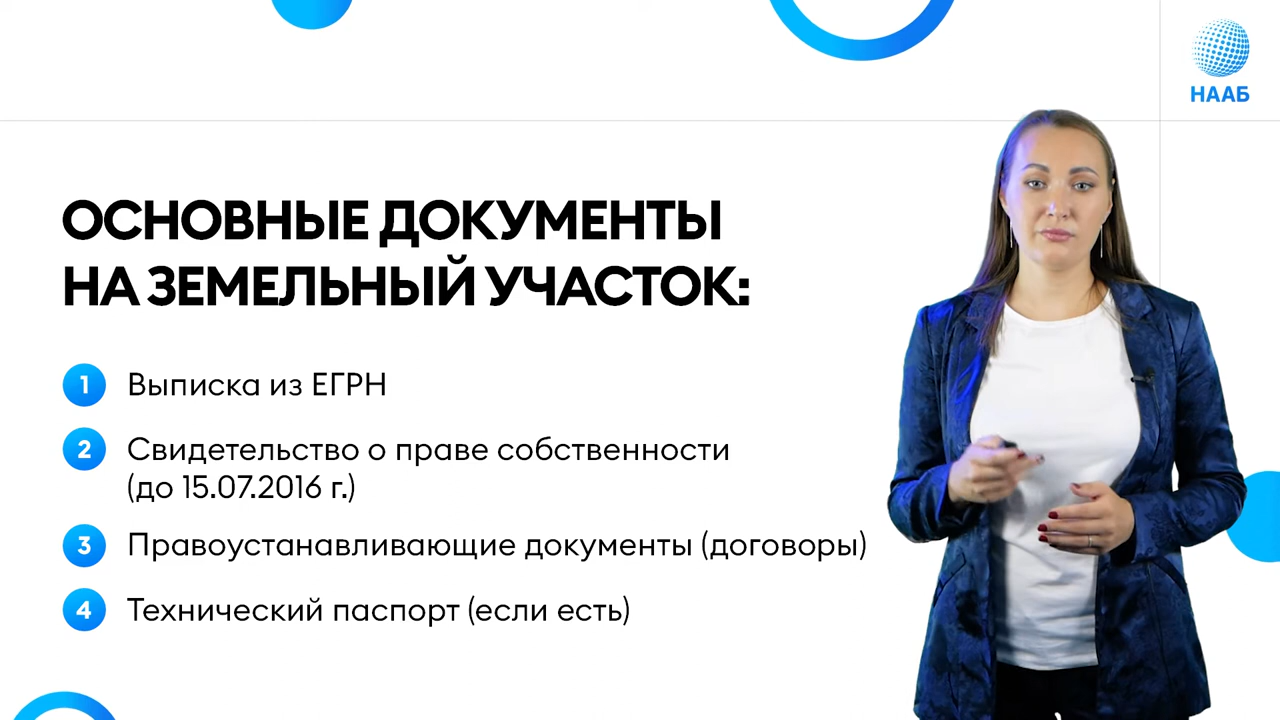 НААБ
ОСНОВНЫЕ ДОКУМЕНТЫ
НА ЗЕМЕЛЬНЫЙ УЧАСТОК:
1 Выписка из ЕГРН
2 Свидетельство о праве собственности
(до 15.07.2016 г.)
3 Правоустанавливающие документы (договоры)
4 Технический паспорт (если есть)